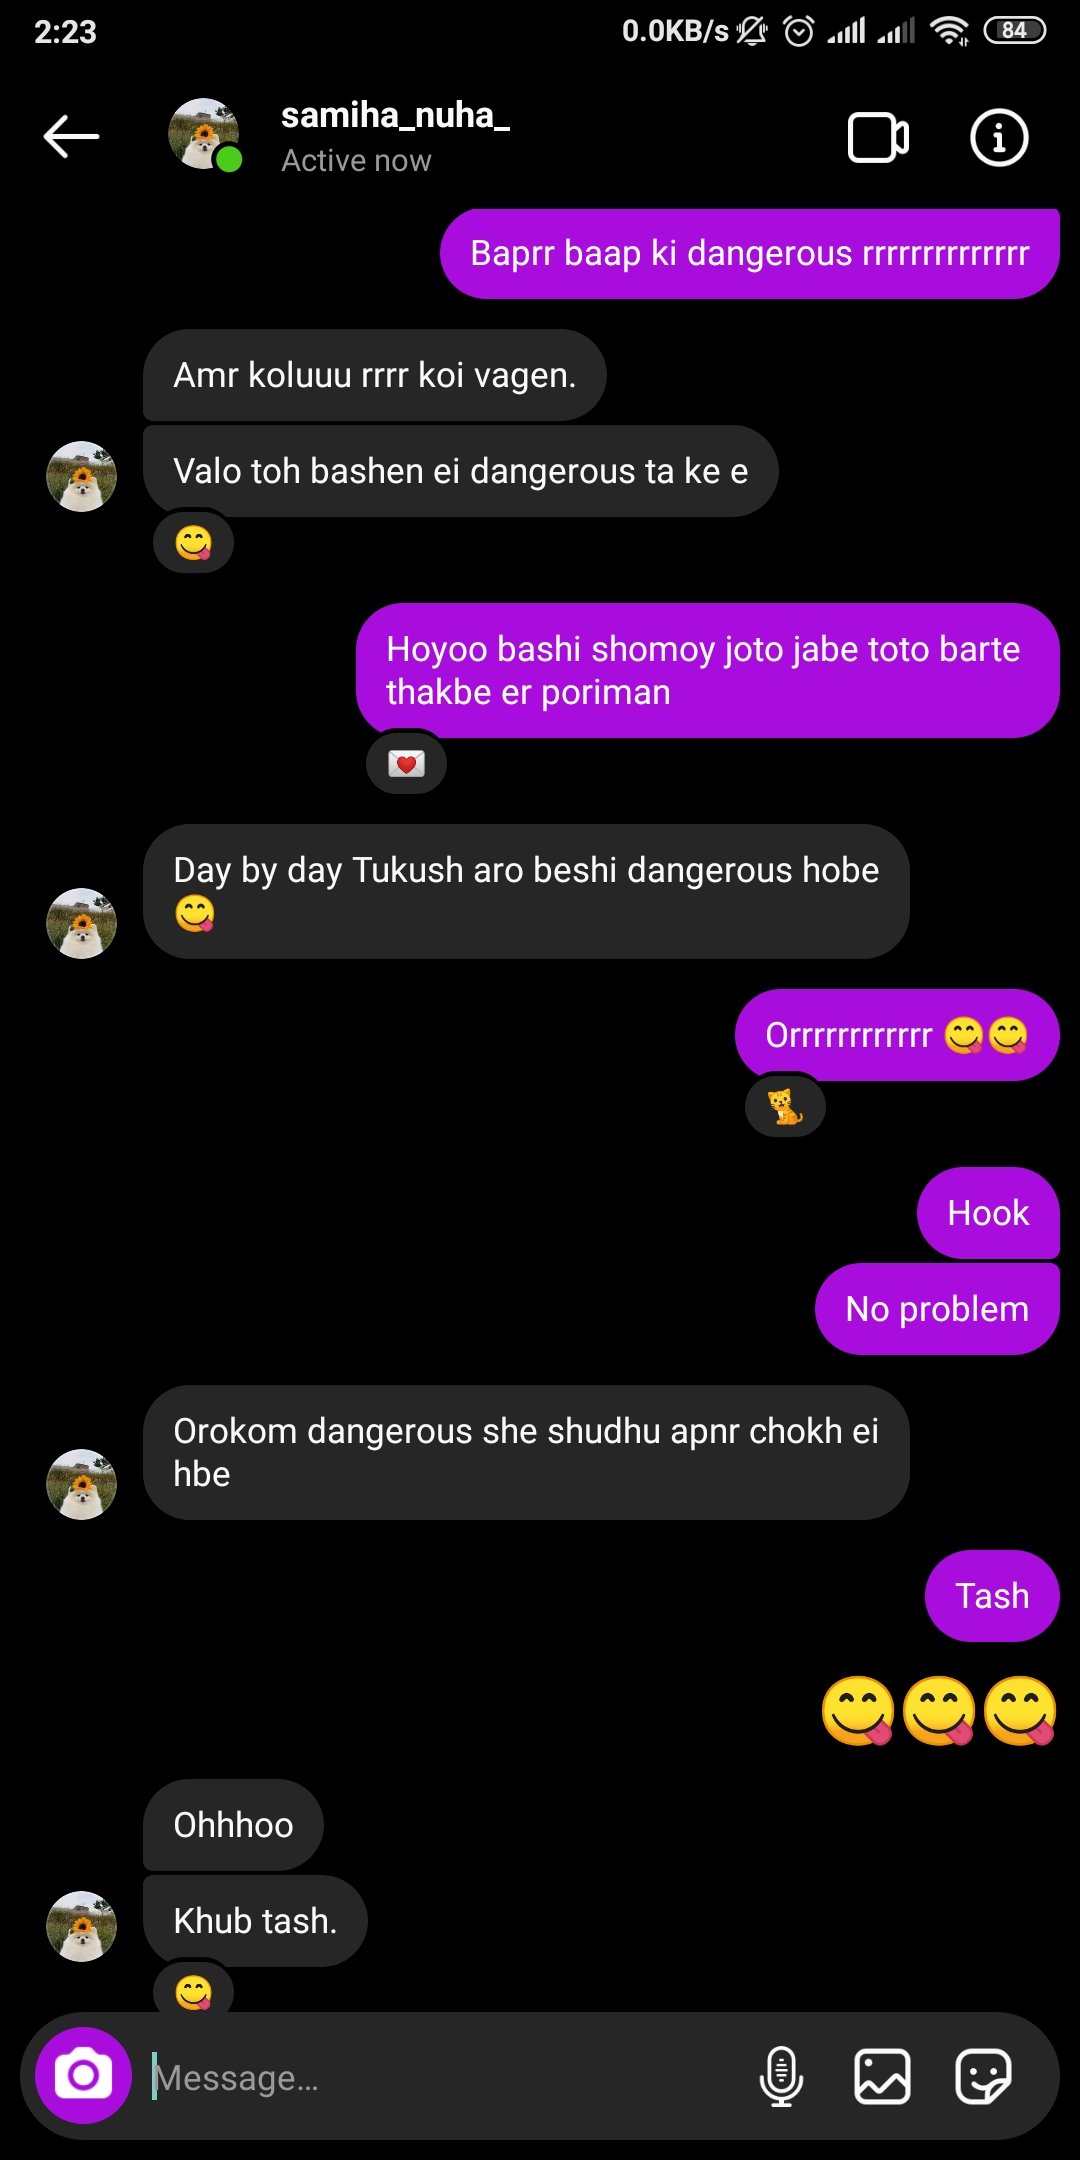 2:23
0.0KB/s
84
samiha_nuha_
Active now
Baprr baap ki dangerous rrrrrrrrrrrrrr
Amr koluuu rrrr koi vagen.
Valo toh bashen ei dangerous ta ke e
😋
Hoyoo bashi shomoy joto jabe toto barte
thakbe er poriman
💌
Day by day Tukush aro beshi dangerous hobe
😋
Orrrrrrrrrrrr 😋😋
🐈
Hook
No problem
Orokom dangerous she shudhu apnr chokh ei
hbe
Tash
😋😋😋
Ohhhoo
Khub tash.
😋
Message...